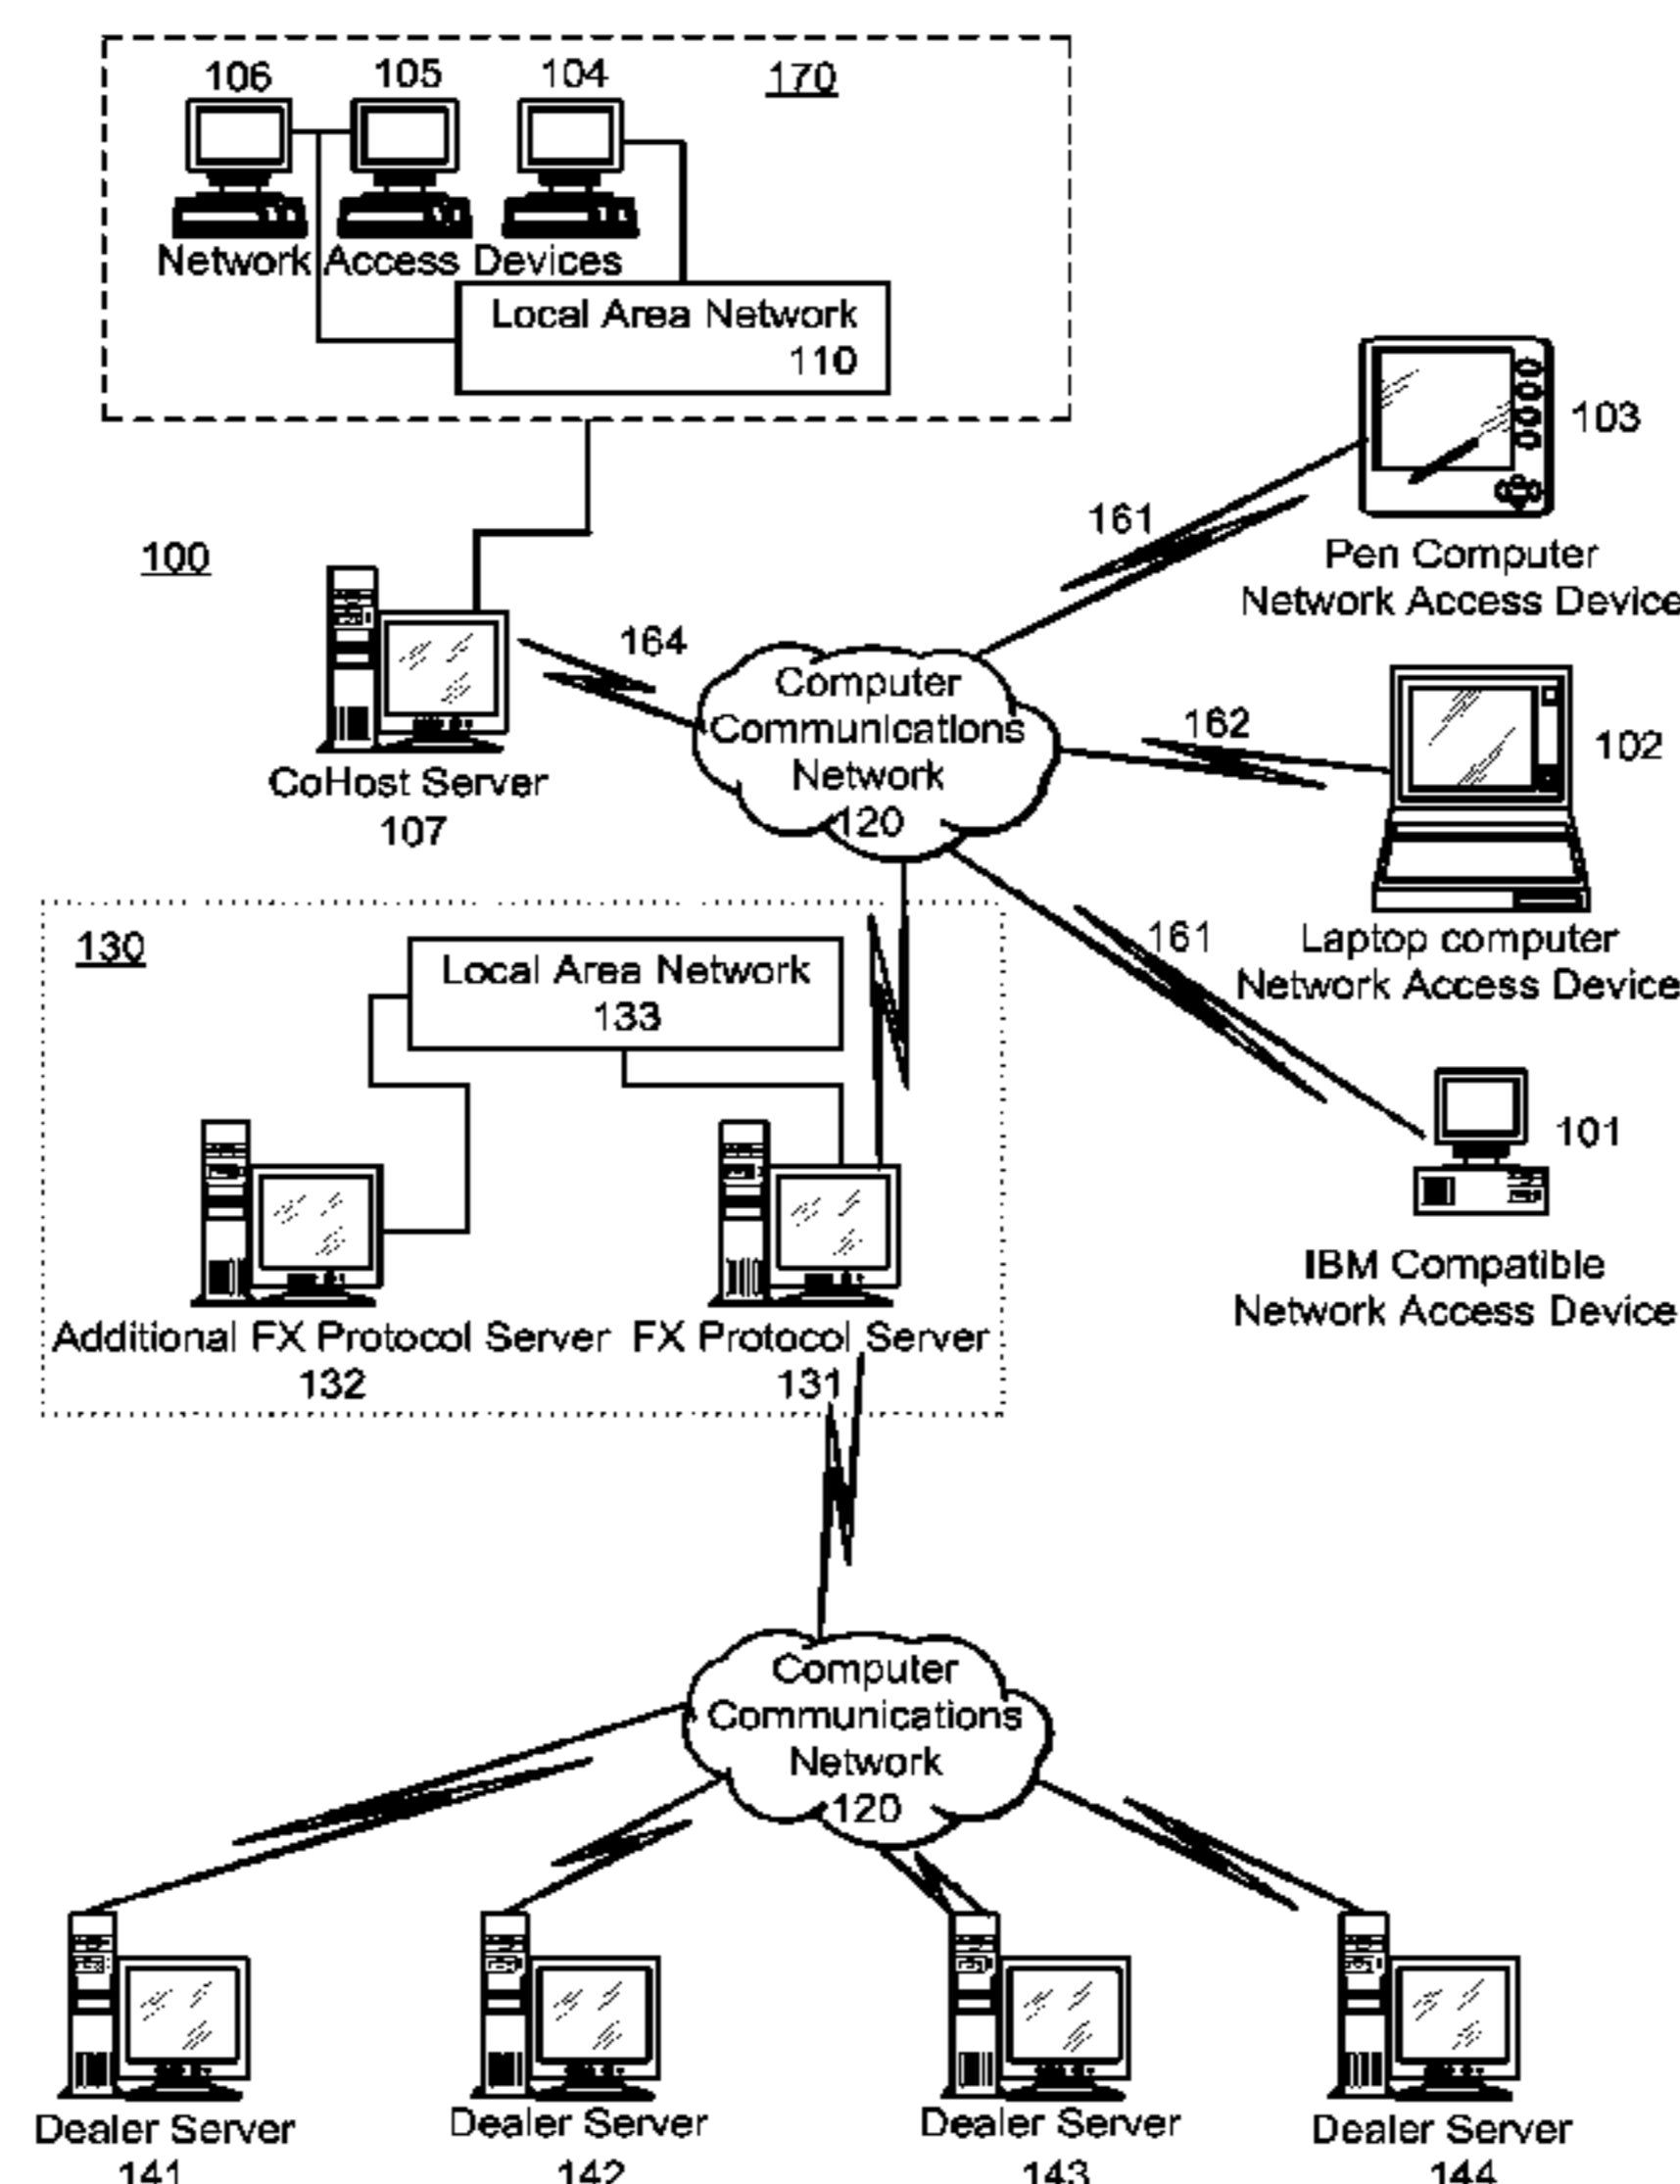 106
105
104
170
Network Access Devices
Local Area Network
110
103
161
Pen Computer
Network Access Device
100
164
Computer
Communications
Network
120
162
102
CoHost Server
107
Laptop computer
Network Access Device
130
Local Area Network
133
161
101
IBM Compatible
Network Access Device
Additional FX Protocol Server
132
FX Protocol Server
131
Computer
Communications
Network
120
Dealer Server
141
Dealer Server
142
Dealer Server
143
Dealer Server
144